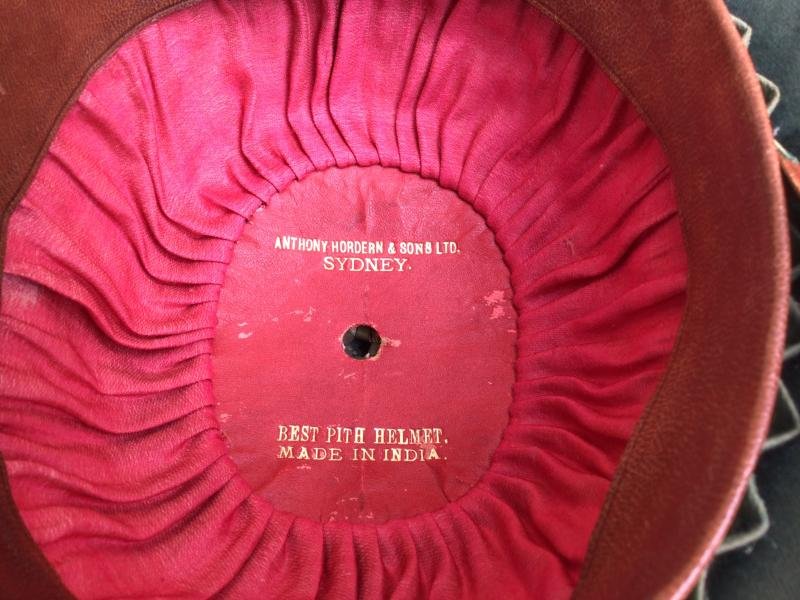 ANTHONY HORDERN & SONS LTD.
SYDNEY.
BEST PITH HELMET.
MADE IN INDIA.